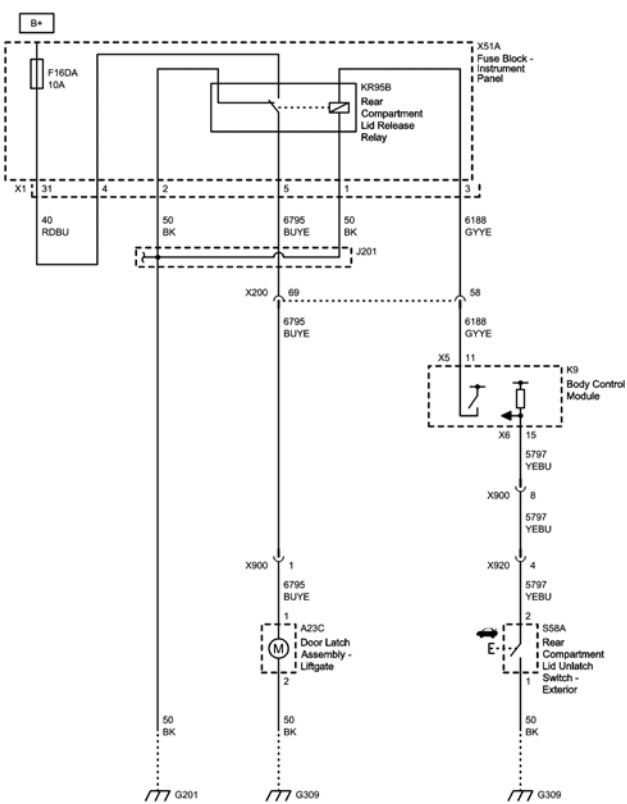 B+
X51A
Fuse Block -
Instrument
Panel
F16DA
10A
KR95B
Rear
Compartment
Lid Release
Relay
X1 31 4 2 5 1 3
40
RDBU
50
BK
6795
BUYE
50
BK
6188
GYYE
J201
X200 69 58
6795
BUYE
6188
GYYE
X5 11
K9
Body Control
Module
X6 15
5797
YEBU
X900 8
5797
YEBU
X900 1
X920 4
6795
BUYE
5797
YEBU
1
2
A23C
Door Latch
Assembly -
Liftgate
M
S58A
Rear
Compartment
Lid Unlatch
Switch -
Exterior
E
2
1
50
BK
50
BK
50
BK
G201
G309
G309